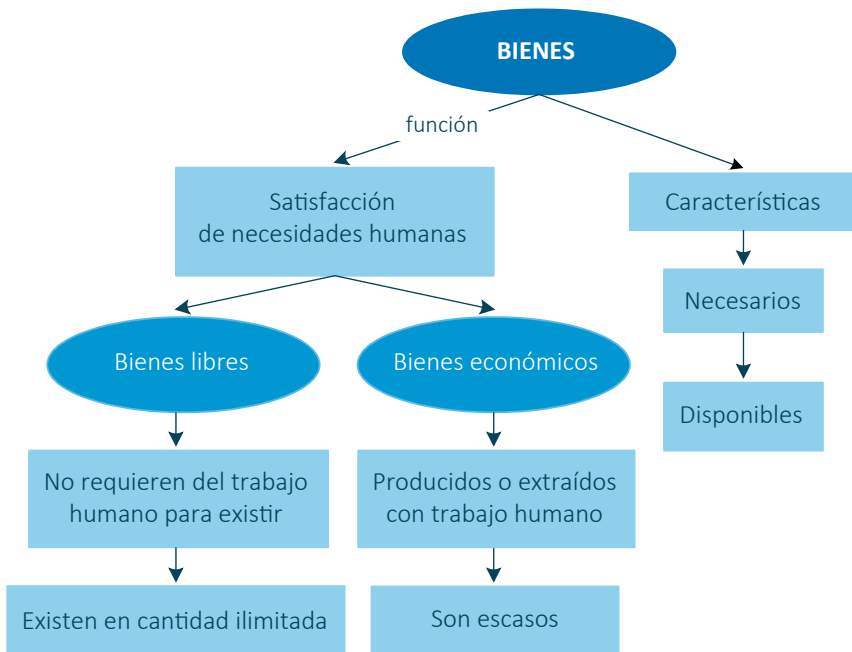 BIENES
función
Satisfacción
de necesidades humanas
Característícas
Necesarios
Disponibles
Bienes libres
Bienes económicos
No requieren del trabajo
humano para existir
Producidos o extraídos
con trabajo humano
Existen en cantidad ilimitada
Son escasos